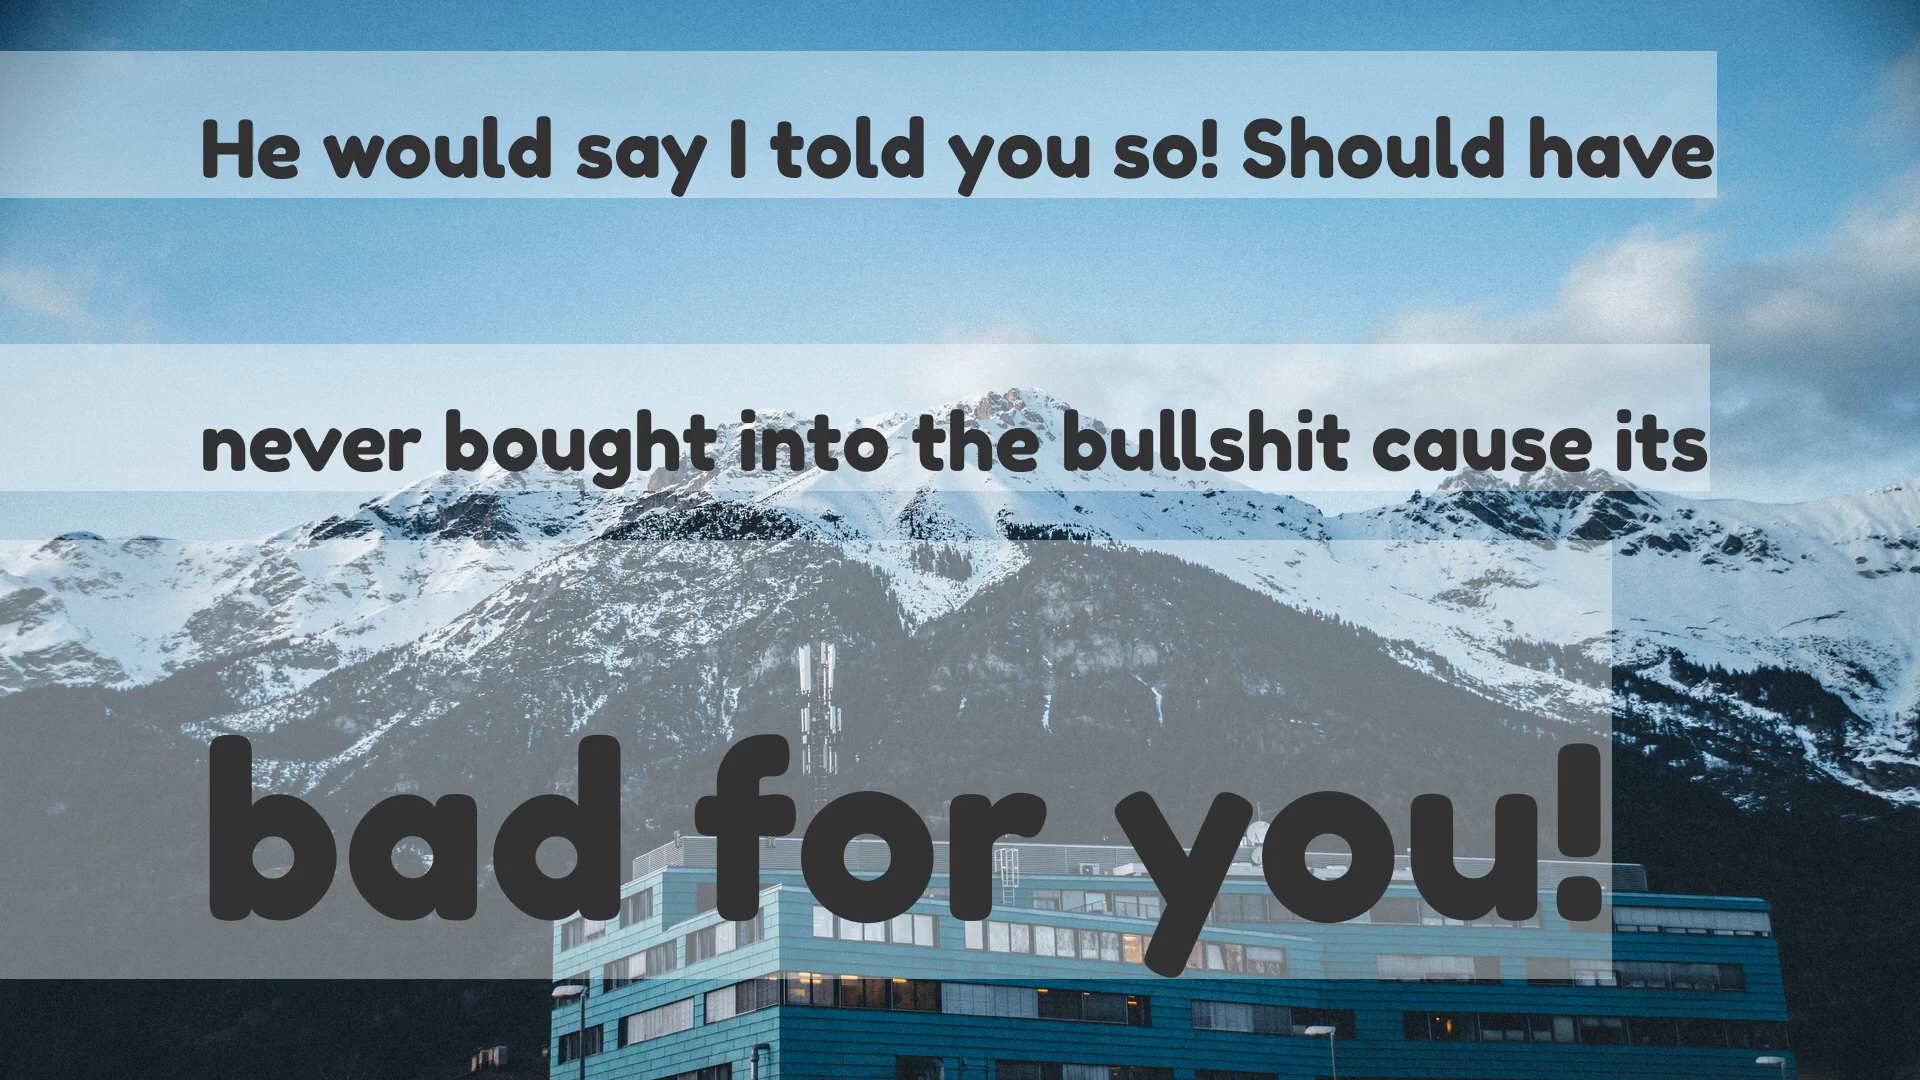 He would say I told you so! Should have
never bought into the bullshit cause its
bad for you!